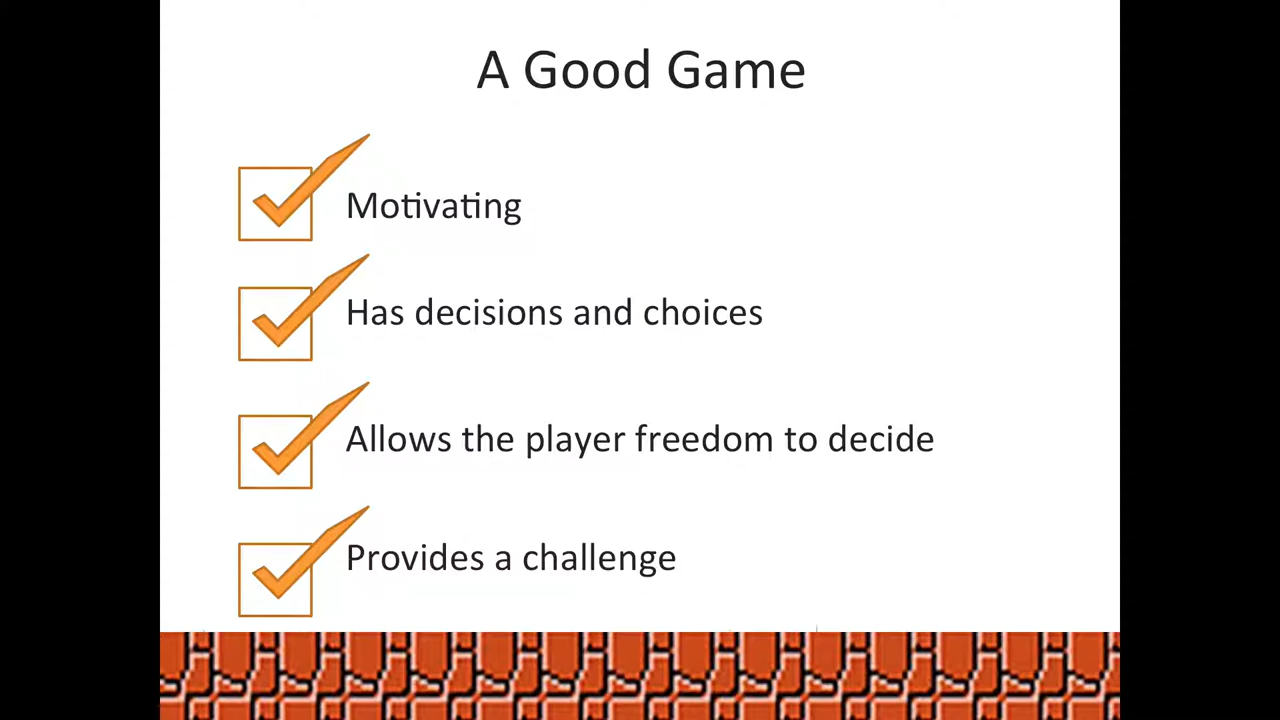 A Good Game
Motivating
Has decisions and choices
Allows the player freedom to decide
Provides a challenge